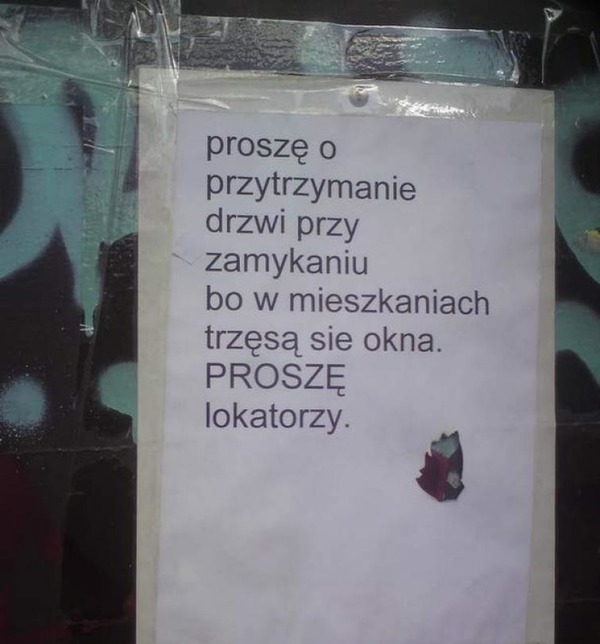 proszę o
przytrzymanie
drzwi przy
zamykaniu
bo w mieszkaniach
trzęsą sie okna.
PROSZĘ
lokatorzy.